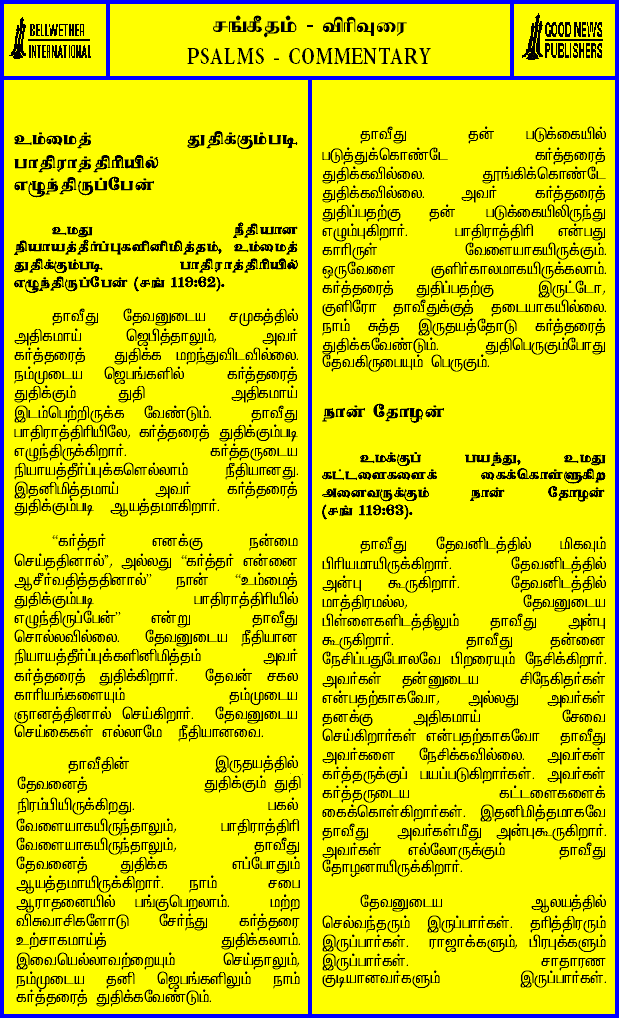 BELLWETHER
INTERNATIONAL
சங்கீதம் - விரிவுரை
PSALMS - COMMENTARY
GOOD NEWS
PUBLISHERS
உம்மைத் துதிக்கும்படி
பாதிராத்திரியில்
எழுந்திருப்பேன்
உமது நீதியான
நியாயத்தீர்ப்புகளினிமித்தம், உம்மைத்
துதிக்கும்படி பாதிராத்திரியில்
எழுந்திருப்பேன் (சங் 119:62).
தாவீது தேவனுடைய சமுகத்தில்
அதிகமாய் ஜெபித்தாலும், அவர்
கர்த்தரைத் துதிக்க மறந்துவிடவில்லை.
நம்முடைய ஜெபங்களில் கர்த்தரைத்
துதிக்கும் துதி அதிகமாய்
இடம்பெற்றிருக்க வேண்டும். தாவீது
பாதிராத்திரியிலே, கர்த்தரைத் துதிக்கும்படி
எழுந்திருக்கிறார். கர்த்தருடைய
நியாயத்தீர்ப்புக்களெல்லாம் நீதியானது.
இதனிமித்தமாய் அவர் கர்த்தரைத்
துதிக்கும்படி ஆயத்தமாகிறார்.
“கர்த்தர் எனக்கு நன்மை
செய்ததினால்”, அல்லது “கர்த்தர் என்னை
ஆசீர்வதித்ததினால்” நான் “உம்மைத்
துதிக்கும்படி பாதிராத்திரியில்
எழுந்திருப்பேன்” என்று தாவீது
சொல்லவில்லை. தேவனுடைய நீதியான
நியாயத்தீர்ப்புக்களினிமித்தம் அவர்
கர்த்தரைத் துதிக்கிறார். தேவன் சகல
காரியங்களையும் தம்முடைய
ஞானத்தினால் செய்கிறார். தேவனுடைய
செய்கைகள் எல்லாமே நீதியானவை.
தாவீதின் இருதயத்தில்
தேவனைத் துதிக்கும் துதி
நிரம்பியிருக்கிறது. பகல்
வேளையாகயிருந்தாலும், பாதிராத்திரி
வேளையாகயிருந்தாலும், தாவீது
தேவனைத் துதிக்க எப்போதும்
ஆயத்தமாயிருக்கிறார். நாம் சபை
ஆராதனையில் பங்குபெறலாம். மற்ற
விசுவாசிகளோடு சேர்ந்து கர்த்தரை
உற்சாகமாய்த் துதிக்கலாம்.
இவையெல்லாவற்றையும் செய்தாலும்,
நம்முடைய தனி ஜெபங்களிலும் நாம்
கர்த்தரைத் துதிக்கவேண்டும்.
தாவீது தன் படுக்கையில்
படுத்துக்கொண்டே கர்த்தரைத்
துதிக்கவில்லை. தூங்கிக்கொண்டே
துதிக்கவில்லை. அவர் கர்த்தரைத்
துதிப்பதற்கு தன் படுக்கையிலிருந்து
எழும்புகிறார். பாதிராத்திரி என்பது
காரிருள் வேளையாகயிருக்கும்.
ஒருவேளை குளிர்காலமாகயிருக்கலாம்.
கர்த்தரைத் துதிப்பதற்கு இருட்டோ,
குளிரோ தாவீதுக்குத் தடையாகயில்லை.
நாம் சுத்த இருதயத்தோடு கர்த்தரைத்
துதிக்கவேண்டும். துதிபெருகும்போது
தேவகிருபையும் பெருகும்.
நான் தோழன்
உமக்குப் பயந்து, உமது
கட்டளைகளைக் கைக்கொள்ளுகிற
அனைவருக்கும் நான் தோழன்
(சங் 119:63).
தாவீது தேவனிடத்தில் மிகவும்
பிரியமாயிருக்கிறார். தேவனிடத்தில்
அன்பு கூருகிறார். தேவனிடத்தில்
மாத்திரமல்ல, தேவனுடைய
பிள்ளைகளிடத்திலும் தாவீது அன்பு
கூருகிறார். தாவீது தன்னை
நேசிப்பதுபோலவே பிறரையும் நேசிக்கிறார்.
அவர்கள் தன்னுடைய சிநேகிதர்கள்
என்பதற்காகவோ, அல்லது அவர்கள்
தனக்கு அதிகமாய் சேவை
செய்கிறார்கள் என்பதற்காகவோ தாவீது
அவர்களை நேசிக்கவில்லை. அவர்கள்
கர்த்தருக்குப் பயப்படுகிறார்கள். அவர்கள்
கர்த்தருடைய கட்டளைகளைக்
கைக்கொள்கிறார்கள். இதனிமித்தமாகவே
தாவீது அவர்கள்மீது அன்புகூருகிறார்.
அவர்கள் எல்லோருக்கும் தாவீது
தோழனாயிருக்கிறார்.
தேவனுடைய ஆலயத்தில்
செல்வந்தரும் இருப்பார்கள். தரித்திரரும்
இருப்பார்கள். ராஜாக்களும், பிரபுக்களும்
இருப்பார்கள். சாதாரண
குடியானவர்களும் இருப்பார்கள்.